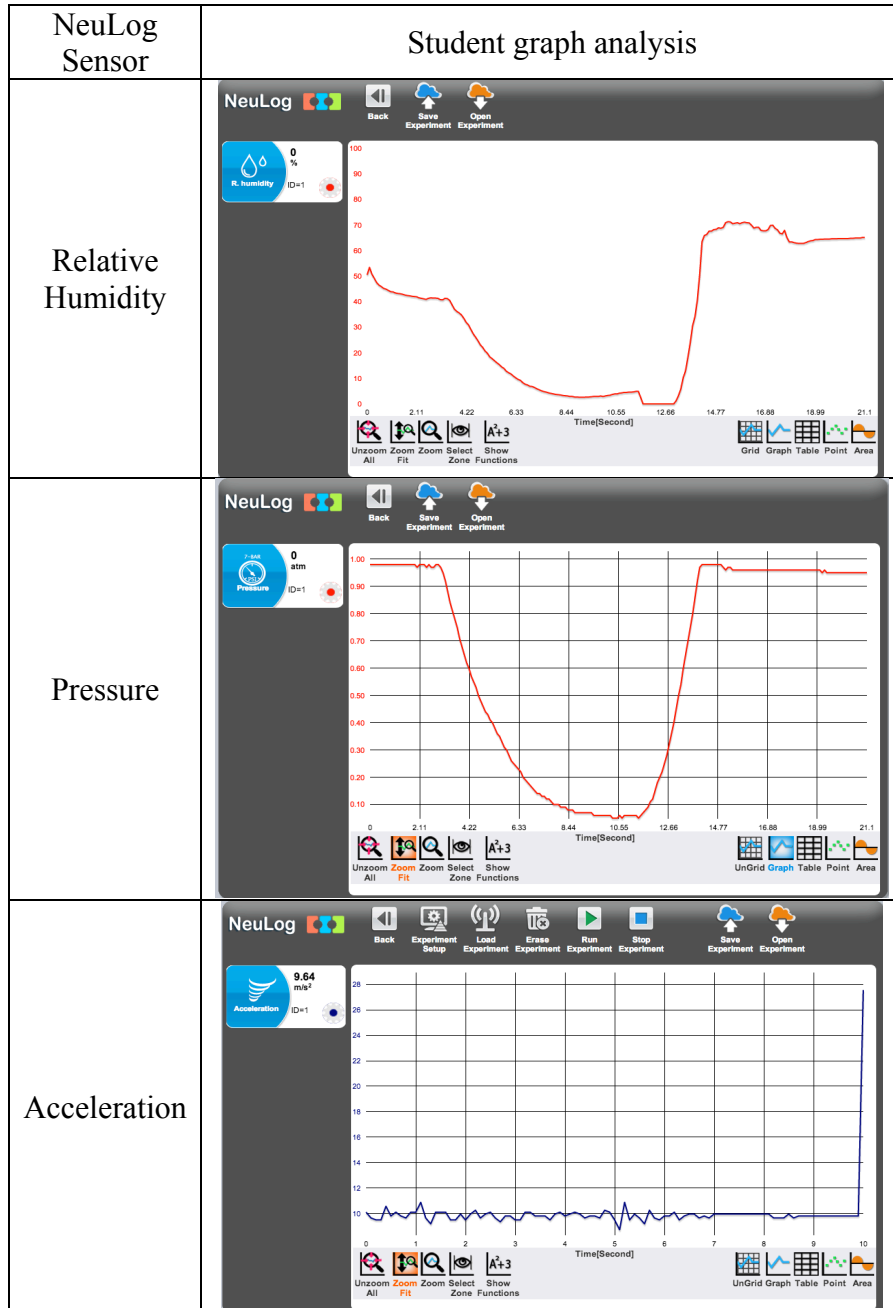 NeuLog
Sensor
Student graph analysis
Relative
Humidity
NeuLog
Back
Save
Experiment
Open
Experiment
R. humidity
0
%
ID=1
100
90
80
70
60
50
40
30
20
10
0
0 2.11 4.22 6.33 8.44 10.55 12.66 14.77 16.88 18.99 21.1
Time[Second]
A²+3
Unzoom
All
Zoom
Fit
Zoom
Select
Zone
Show
Functions
Grid
Graph
Table
Point
Area
Pressure
NeuLog
Back
Save
Experiment
Open
Experiment
Pressure
0
atm
ID=1
1.00
0.90
0.80
0.70
0.60
0.50
0.40
0.30
0.20
0.10
0 2.11 4.22 6.33 8.44 10.55 12.66 14.77 16.88 18.99 21.1
Time[Second]
A²+3
Unzoom
All
Zoom
Fit
Zoom
Select
Zone
Show
Functions
UnGrid
Graph
Table
Point
Area
Acceleration
NeuLog
Back
Experiment
Setup
Load
Experiment
Erase
Experiment
Run
Experiment
Stop
Experiment
Save
Experiment
Open
Experiment
Acceleration
9.64
m/s²
ID=1
28
26
24
22
20
18
16
14
12
10
0 1 2 3 4 5 6 7 8 9 10
Time[Second]
A²+3
Unzoom
All
Zoom
Fit
Zoom
Select
Zone
Show
Functions
UnGrid
Graph
Table
Point
Area